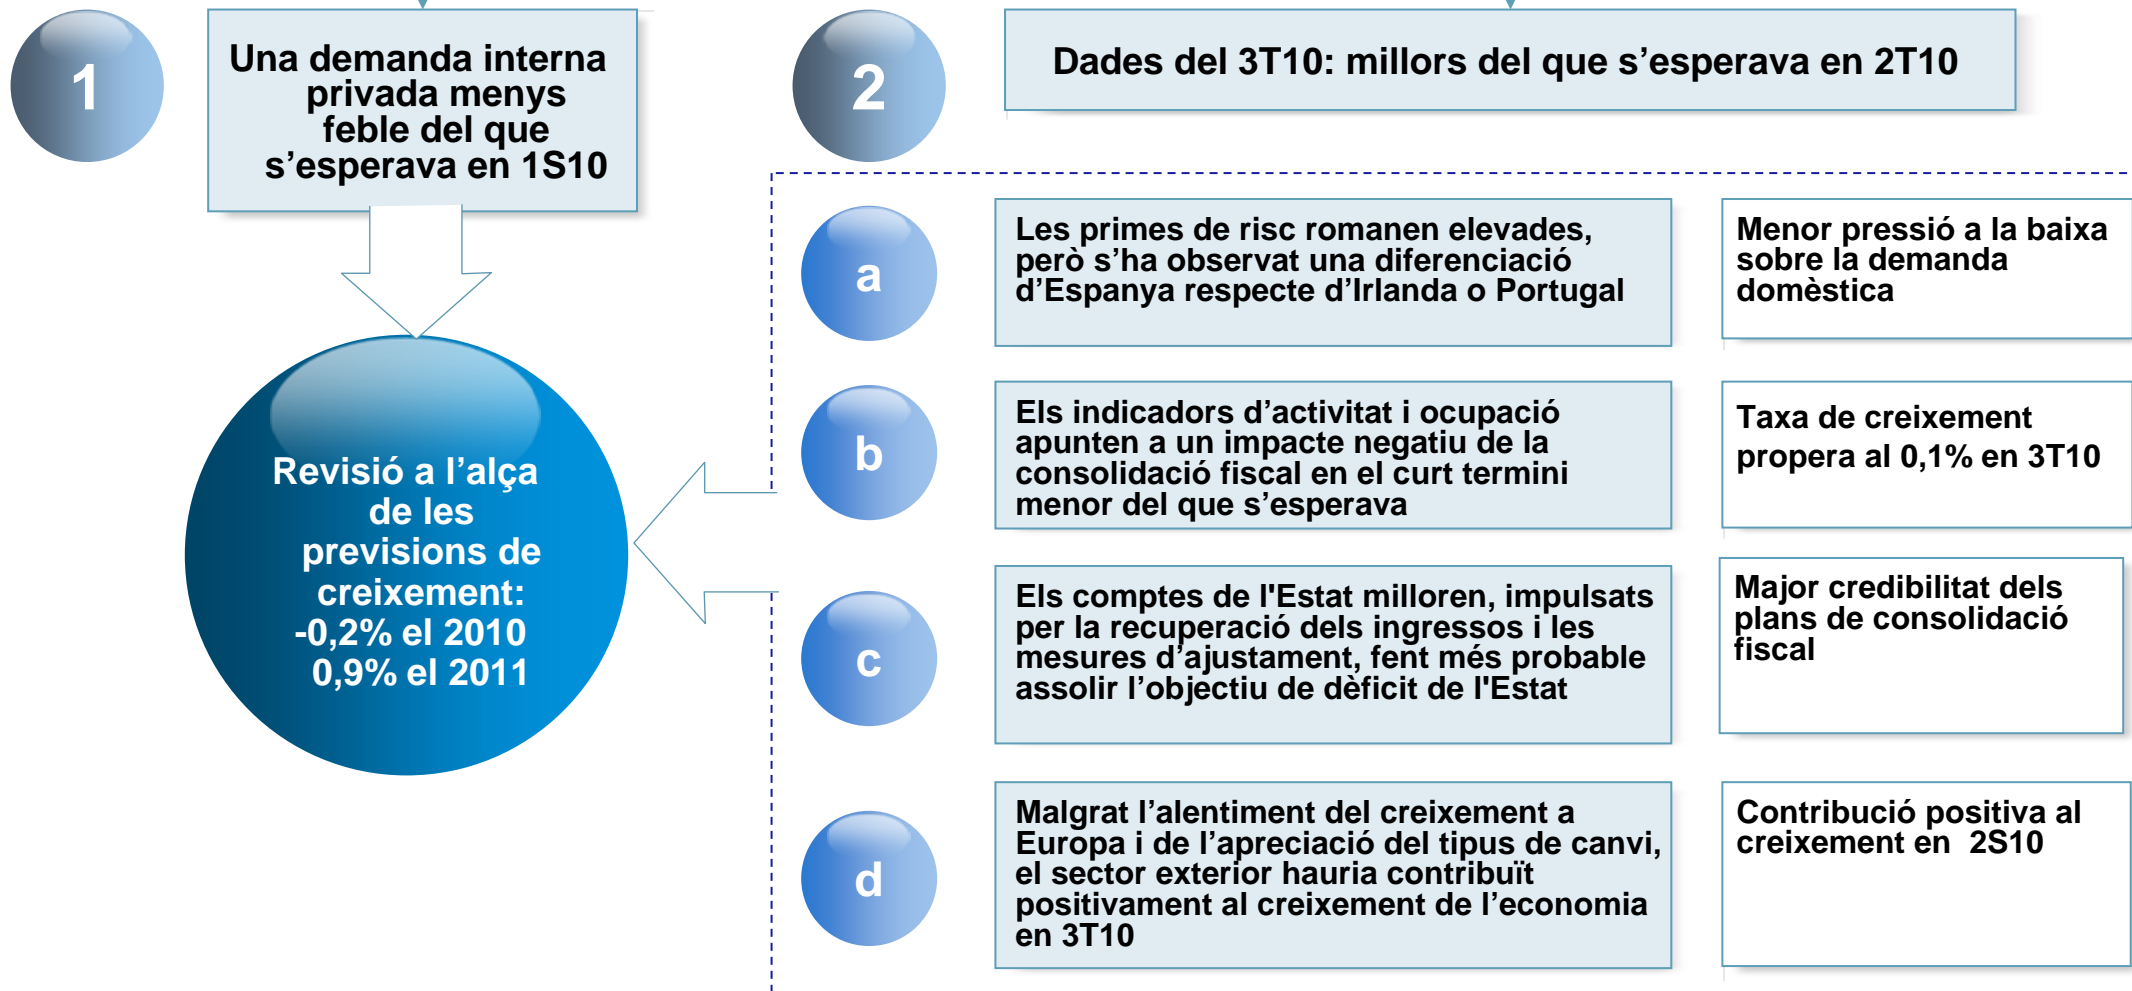 1
Una demanda interna
privada menys
feble del que
s’esperava en 1S10
2
Dades del 3T10: millors del que s’esperava en 2T10
Revisió a l’alça
de les
previsions de
creixement:
-0,2% el 2010
0,9% el 2011
a
Les primes de risc romanen elevades,
però s’ha observat una diferenciació
d’Espanya respecte d’Irlanda o Portugal
Menor pressió a la baixa
sobre la demanda
domèstica
b
Els indicadors d’activitat i ocupació
apunten a un impacte negatiu de la
consolidació fiscal en el curt termini
menor del que s’esperava
Taxa de creixement
propera al 0,1% en 3T10
c
Els comptes de l'Estat milloren, impulsats
per la recuperació dels ingressos i les
mesures d’ajustament, fent més probable
assolir l’objectiu de dèficit de l'Estat
Major credibilitat dels
plans de consolidació
fiscal
d
Malgrat l’alentiment del creixement a
Europa i de l’apreciació del tipus de canvi,
el sector exterior hauria contribuït
positivament al creixement de l’economia
en 3T10
Contribució positiva al
creixement en  2S10